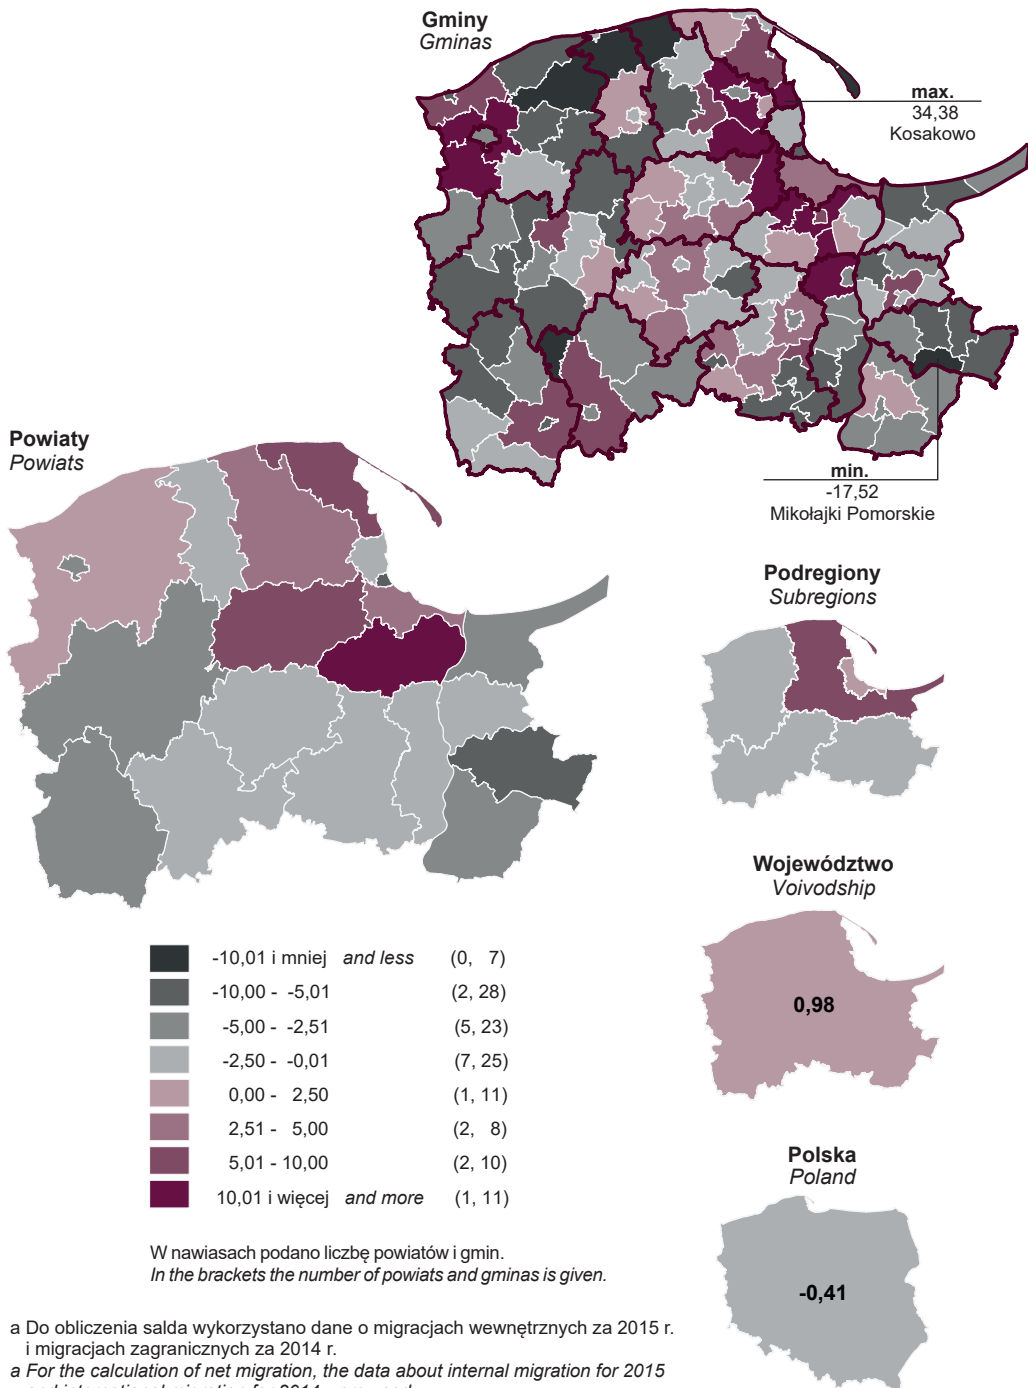 Gminy
Gminas
max.
34,38
Kosakowo
min.
-17,52
Mikołajki Pomorskie
Powiaty
Powiats
Podregiony
Subregions
Województwo
Voivodship
0,98
Polska
Poland
-0,41
-10,01 i mniej and less (0, 7)
-10,00 - -5,01 (2, 28)
-5,00 - -2,51 (5, 23)
-2,50 - -0,01 (7, 25)
0,00 - 2,50 (1, 11)
2,51 - 5,00 (2, 8)
5,01 - 10,00 (2, 10)
10,01 i więcej and more (1, 11)
W nawiasach podano liczbę powiatów i gmin.
In the brackets the number of powiats and gminas is given.
a Do obliczenia salda wykorzystano dane o migracjach wewnętrznych za 2015 r.
i migracjach zagranicznych za 2014 r.
a For the calculation of net migration, the data about internal migration for 2015